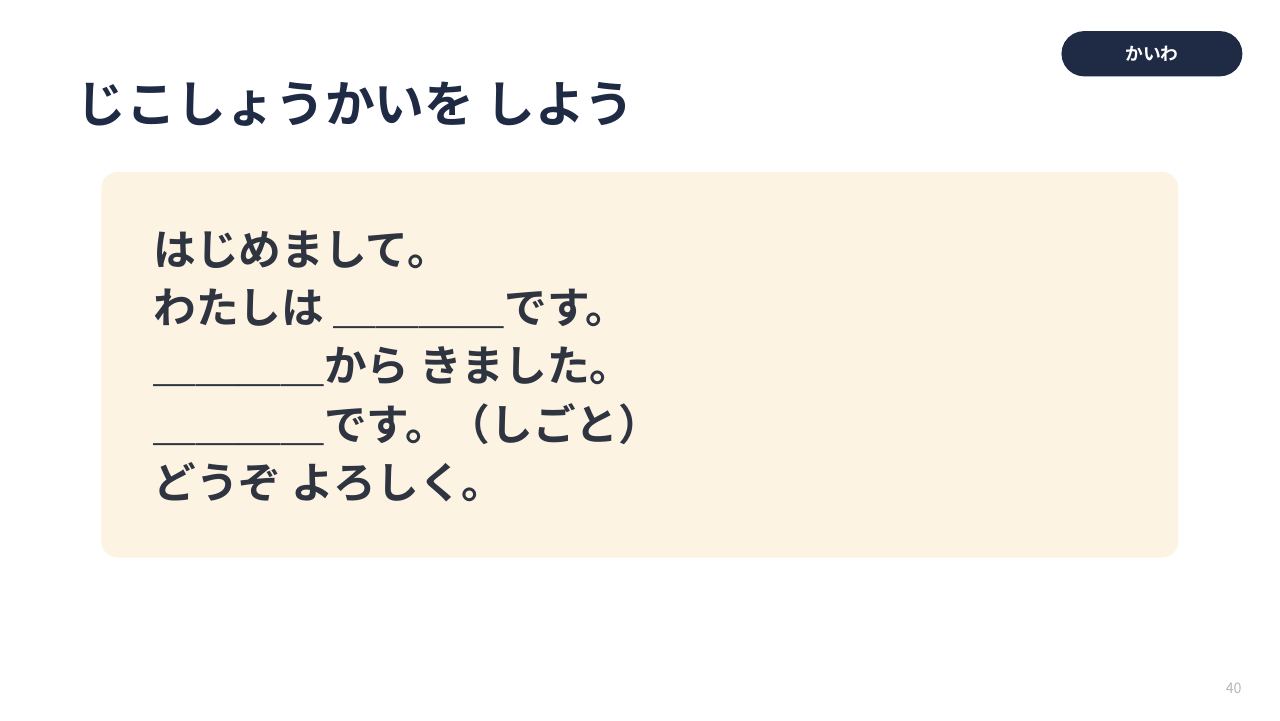 かいわ
じこしょうかいを しよう
はじめまして。
わたしは ________です。
________から きました。
________です。（しごと）
どうぞ よろしく。
40